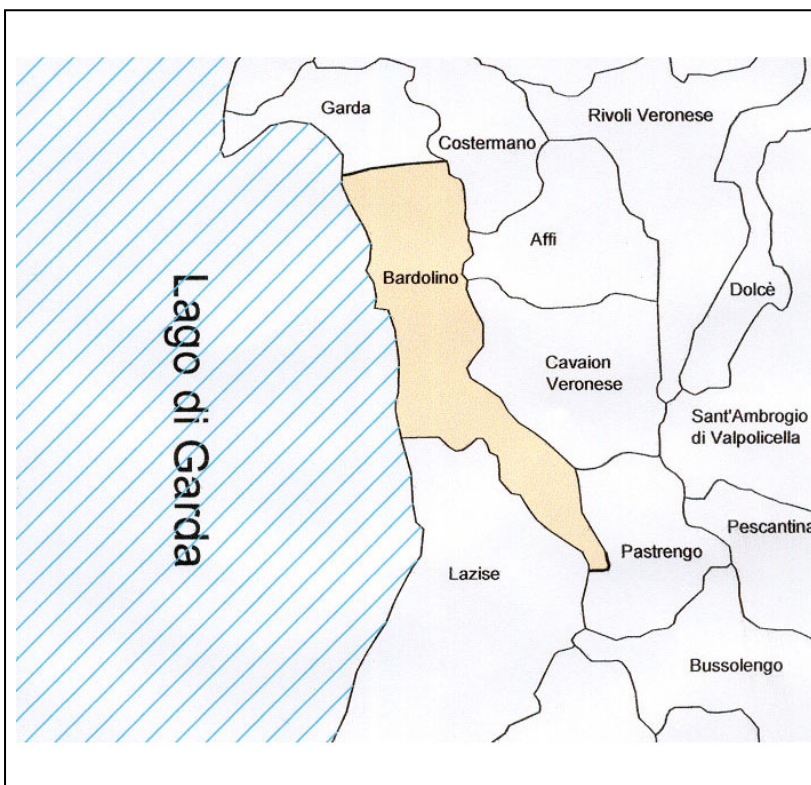 Garda
Rivoli Veronese
Costermano
Affi
Bardolino
Dolcè
Lago di Garda
Cavaion
Veronese
Sant'Ambrogio
di Valpolicella
Pescantina
Pastrengo
Lazise
Bussolengo